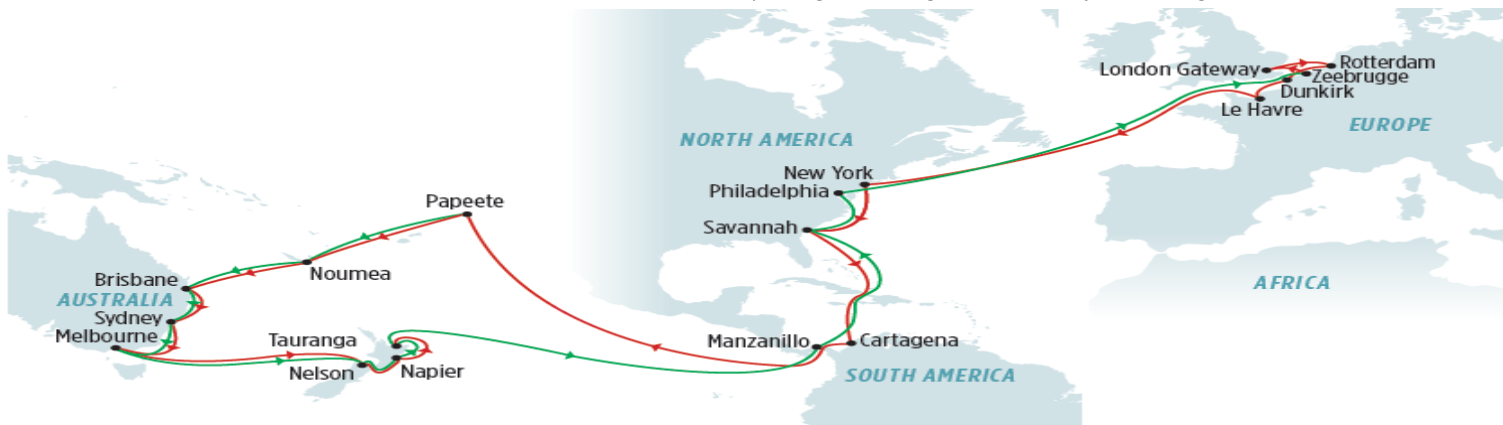 London Gateway
Rotterdam
Zeebrugge
Dunkirk
Le Havre
EUROPE
NORTH AMERICA
New York
Philadelphia
Papeete
Savannah
Noumea
Brisbane
AUSTRALIA
AFRICA
Sydney
Melbourne
Tauranga
Nelson
Napier
Manzanillo
Cartagena
SOUTH AMERICA